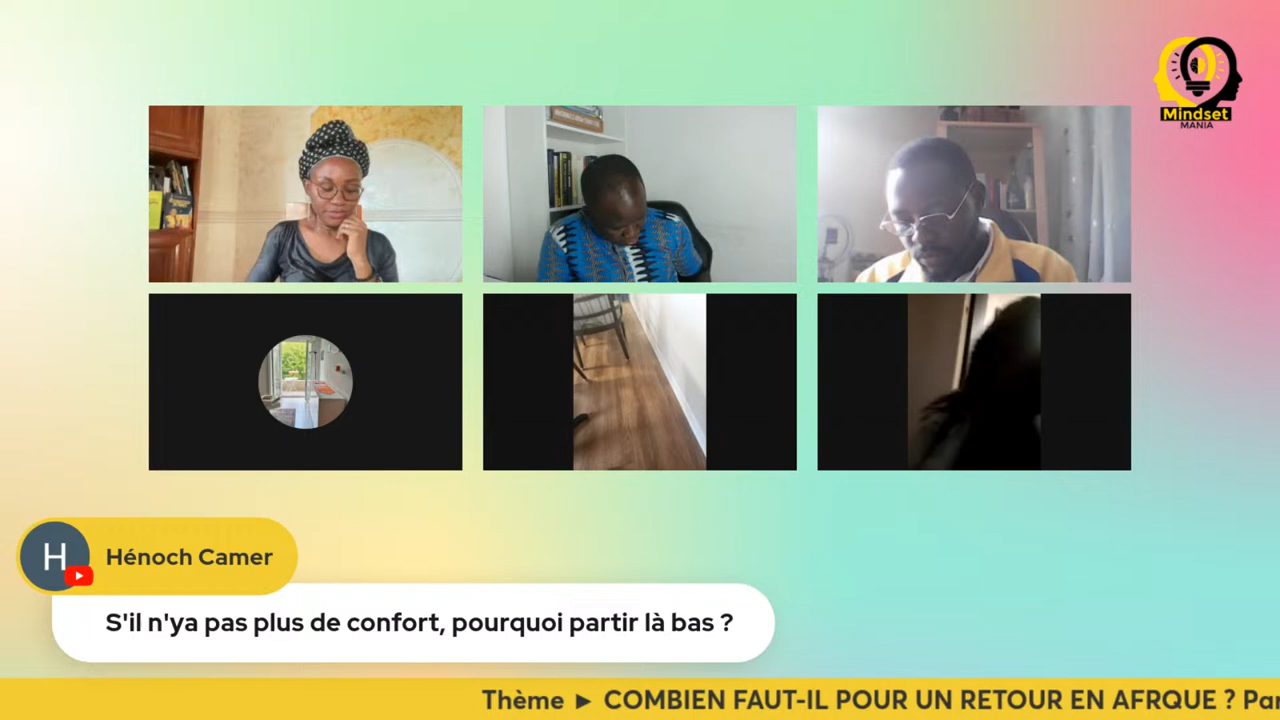 Mindset
MANIA
H
Hénoch Camer
S'il n'ya pas plus de confort, pourquoi partir là bas ?
Thème ► COMBIEN FAUT-IL POUR UN RETOUR EN AFRQUE ? Par